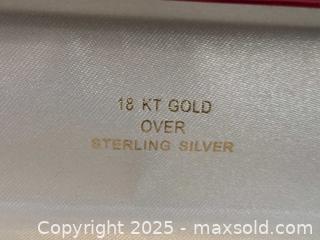 18 KT GOLD
OVER
STERLING SILVER
Copyright 2025 - maxsold.com